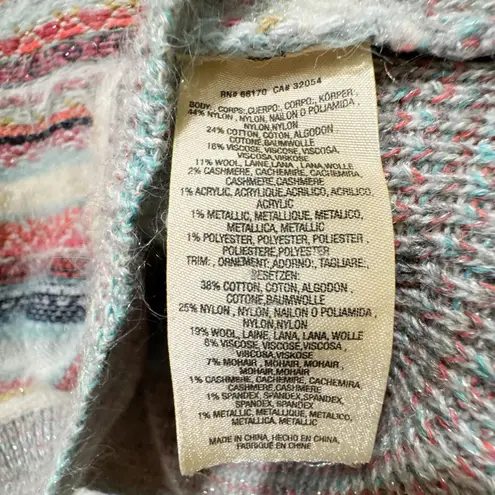 RN# 66170 CA# 32054
BODY:, CORPS:,CUERPO:, CORPO:, KÖRPER:,
44% NYLON, NYLON, NAILON O POLIAMIDA,
NYLON,NYLON
24% COTTON, COTON, ALGODON ,
COTONE,BAUMWOLLE
16% VISCOSE, VISCOSE, VISCOSA,
VISCOSA,VISKOSE
11% WOOL, LAINE,LANA , LANA,WOLLE
2% CASHMERE, CACHEMIRE, CACHEMIRA,
CASHMERE,CASHMERE
1% ACRYLIC, ACRYLIQUE,ACRILICO, ACRILICO,
ACRYLIC
1% METALLIC, METALLIQUE, METALICO,
METALLICA, METALLIC
1% POLYESTER, POLYESTER, POLIESTER ,
POLIESTERE,POLYESTER
TRIM: , ORNEMENT:,ADORNO:, TAGLIARE:,
BESETZEN:
38% COTTON, COTON, ALGODON ,
COTONE,BAUMWOLLE
25% NYLON , NYLON, NAILON O POLIAMIDA ,
NYLON,NYLON
19% WOOL, LAINE, LANA, LANA, WOLLE
8% VISCOSE,VISCOSE, VISCOSA,
VISCOSA,VISKOSE
7% MOHAIR , MOHAIR, MOHAIR ,
MOHAIR,MOHAIR
1% CASHMERE, CACHEMIRE, CACHEMIRA,
CASHMERE,CASHMERE
1% SPANDEX, SPANDEX,SPANDEX,
SPANDEX, SPANDEX
1% METALLIC, METALLIQUE, METALICO,
METALLICA, METALLIC
MADE IN CHINA, HECHO EN CHINA,
FABRIQUÉ EN CHINE